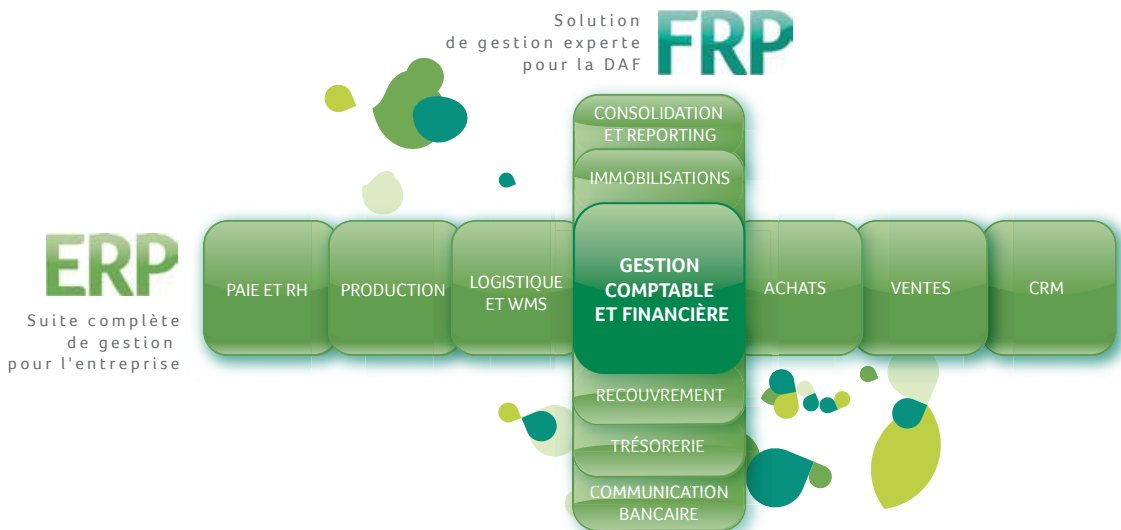 Solution
de gestion experte
pour la DAF
FRP
CONSOLIDATION
ET REPORTING
IMMOBILISATIONS
ERP
Suite complète
de gestion
pour l'entreprise
PAIE ET RH
PRODUCTION
LOGISTIQUE
ET WMS
GESTION
COMPTABLE
ET FINANCIÈRE
ACHATS
VENTES
CRM
RECOUVREMENT
TRÉSORERIE
COMMUNICATION
BANCAIRE